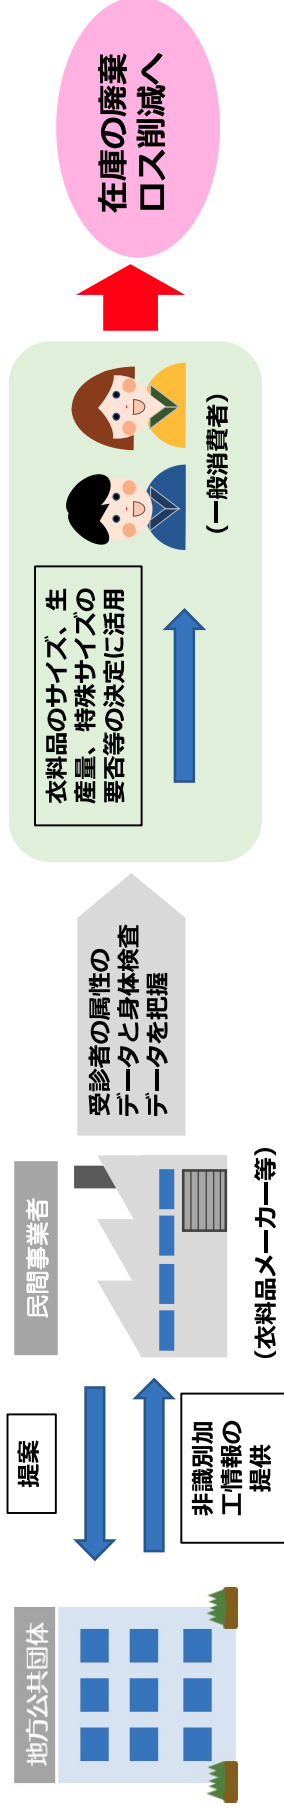 地方公共団体
提案
非識別加
工情報の
提供
民間事業者
(衣料品メーカー等)
受診者の属性の
データと身体検査
データを把握
衣料品のサイズ、生
産量、特殊サイズの
要否等の決定に活用
(一般消費者)
在庫の廃棄
ロス削減へ